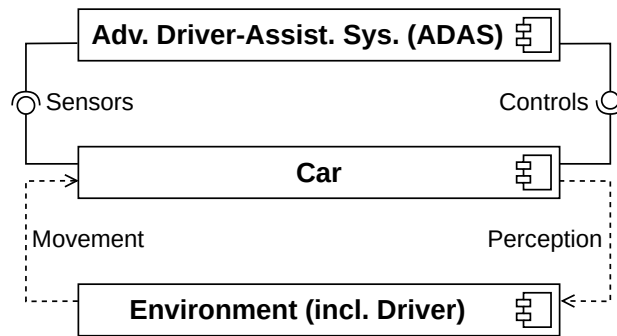 Adv. Driver-Assist. Sys. (ADAS)
Sensors
Controls
Car
Movement
Perception
Environment (incl. Driver)